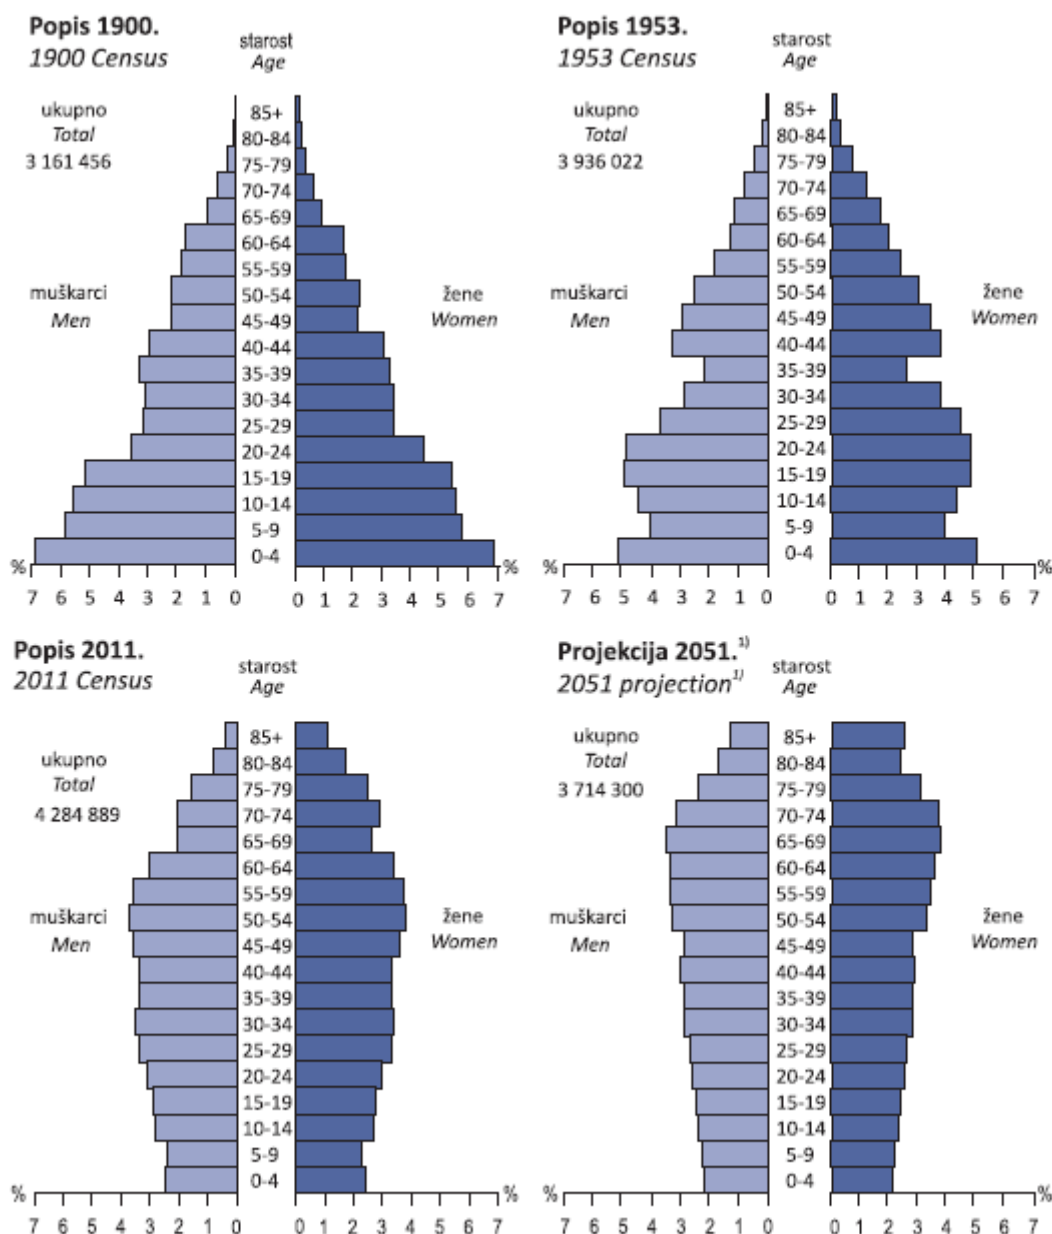 Popis 1900.
1900 Census
starost
Age
ukupno
Total
3 161 456
muškarci
Men
žene
Women
85+
80-84
75-79
70-74
65-69
60-64
55-59
50-54
45-49
40-44
35-39
30-34
25-29
20-24
15-19
10-14
5-9
0-4
% %
7 6 5 4 3 2 1 0 0 1 2 3 4 5 6 7
Popis 1953.
1953 Census
starost
Age
ukupno
Total
3 936 022
muškarci
Men
žene
Women
85+
80-84
75-79
70-74
65-69
60-64
55-59
50-54
45-49
40-44
35-39
30-34
25-29
20-24
15-19
10-14
5-9
0-4
% %
7 6 5 4 3 2 1 0 0 1 2 3 4 5 6 7
Popis 2011.
2011 Census
starost
Age
ukupno
Total
4 284 889
muškarci
Men
žene
Women
85+
80-84
75-79
70-74
65-69
60-64
55-59
50-54
45-49
40-44
35-39
30-34
25-29
20-24
15-19
10-14
5-9
0-4
% %
7 6 5 4 3 2 1 0 0 1 2 3 4 5 6 7
Projekcija 2051.1)
2051 projection1)
starost
Age
ukupno
Total
3 714 300
muškarci
Men
žene
Women
85+
80-84
75-79
70-74
65-69
60-64
55-59
50-54
45-49
40-44
35-39
30-34
25-29
20-24
15-19
10-14
5-9
0-4
% %
7 6 5 4 3 2 1 0 0 1 2 3 4 5 6 7